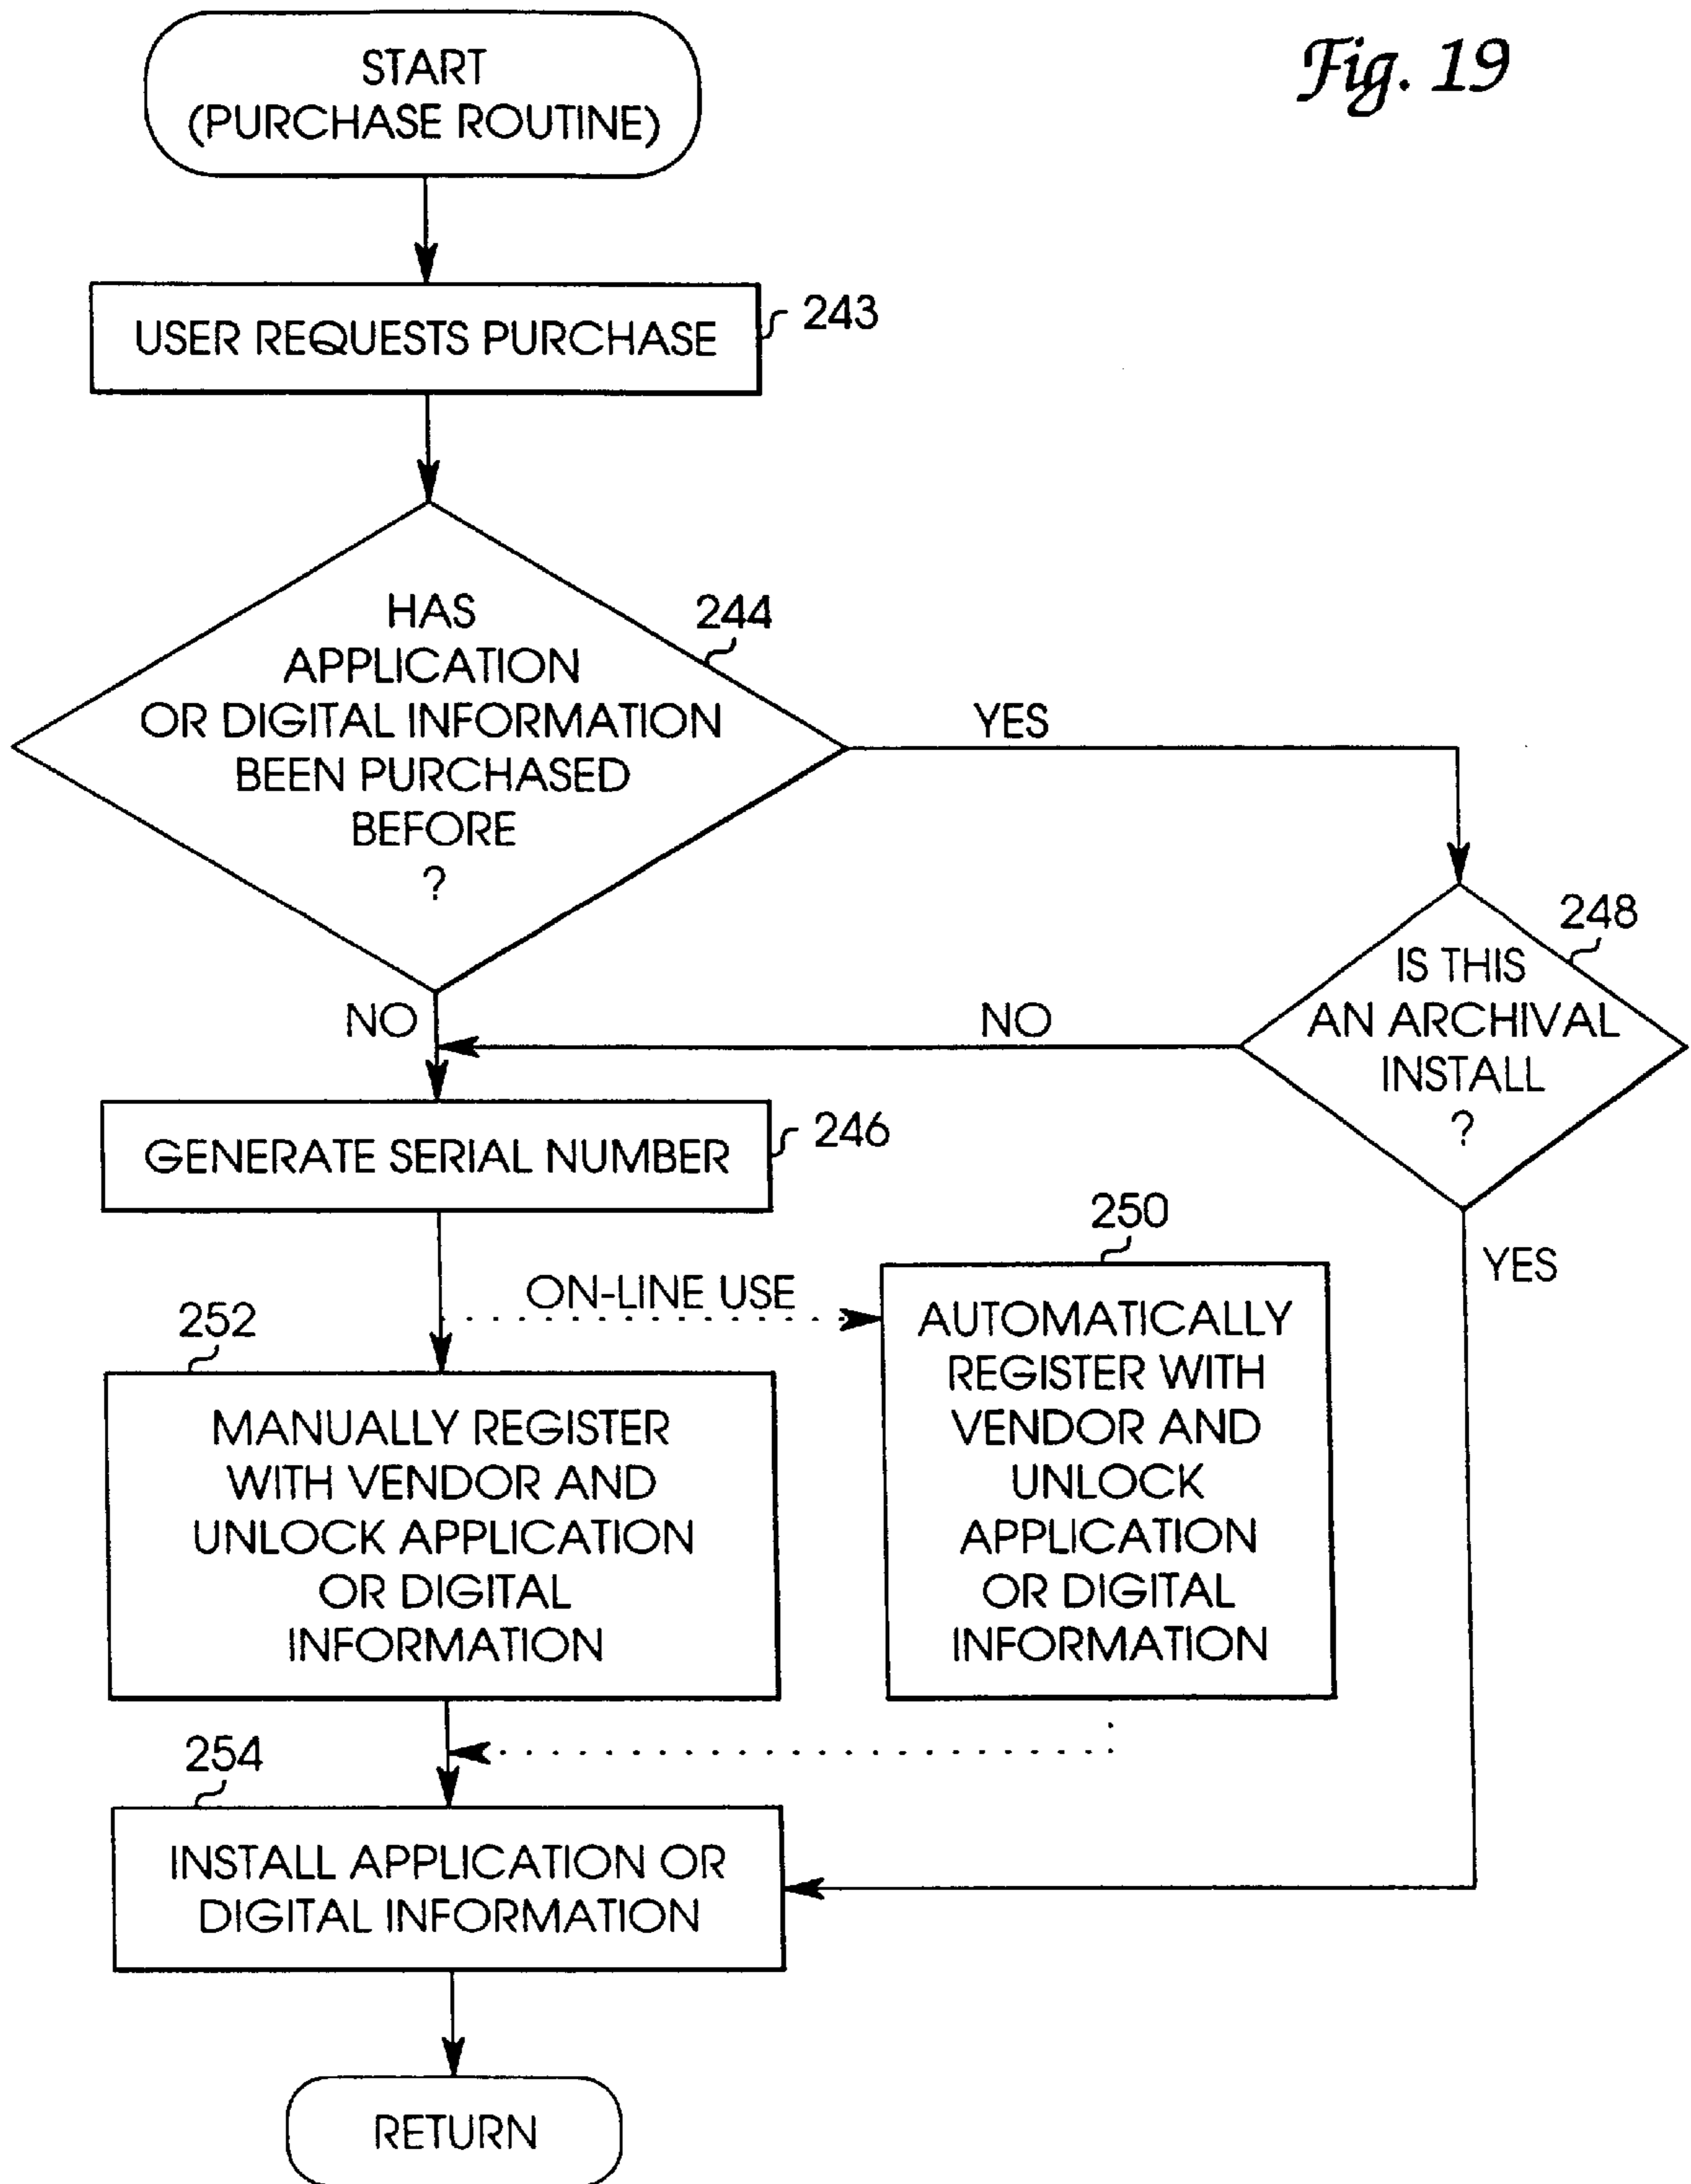 Fig. 19
START
(PURCHASE ROUTINE)
USER REQUESTS PURCHASE
243
HAS
APPLICATION
OR DIGITAL INFORMATION
BEEN PURCHASED
BEFORE
?
244
YES
NO
248
IS THIS
AN ARCHIVAL
INSTALL
?
NO
YES
GENERATE SERIAL NUMBER
246
ON-LINE USE
250
AUTOMATICALLY
REGISTER WITH
VENDOR AND
UNLOCK
APPLICATION
OR DIGITAL
INFORMATION
252
MANUALLY REGISTER
WITH VENDOR AND
UNLOCK APPLICATION
OR DIGITAL
INFORMATION
254
INSTALL APPLICATION OR
DIGITAL INFORMATION
RETURN